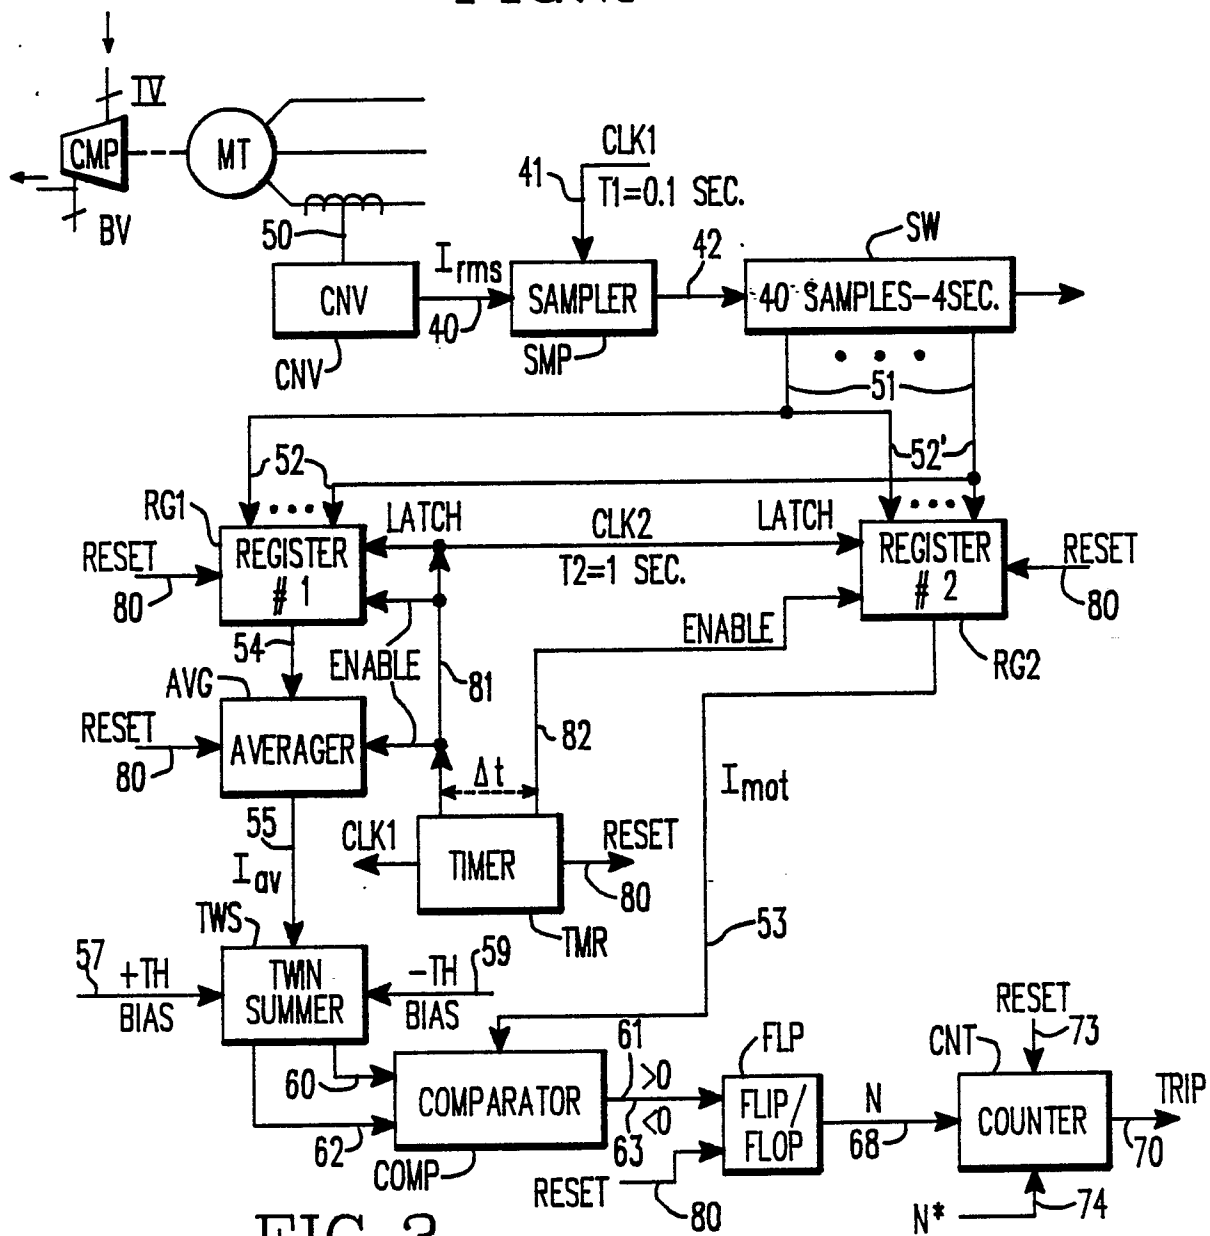 IV
CMP
MT
BV
50
CLK1
41
T1=0.1 SEC.
SW
42
Irms
CNV
SAMPLER
40 SAMPLES-4SEC.
40
CNV
SMP
51
52
52'
RG1
LATCH
CLK2
LATCH
RESET
REGISTER
# 1
T2=1 SEC.
REGISTER
# 2
RESET
80
80
54
ENABLE
ENABLE
RG2
AVG
81
RESET
AVERAGER
82
80
Δt
Imot
55
CLK1
TIMER
RESET
80
Iav
TWS
TMR
53
57
+TH
BIAS
TWIN
SUMMER
-TH
BIAS
59
60
62
COMPARATOR
COMP
61
>0
63
<0
FLP
FLIP/
FLOP
RESET
80
N
68
CNT
RESET
73
COUNTER
TRIP
70
N*
74
FIG.3